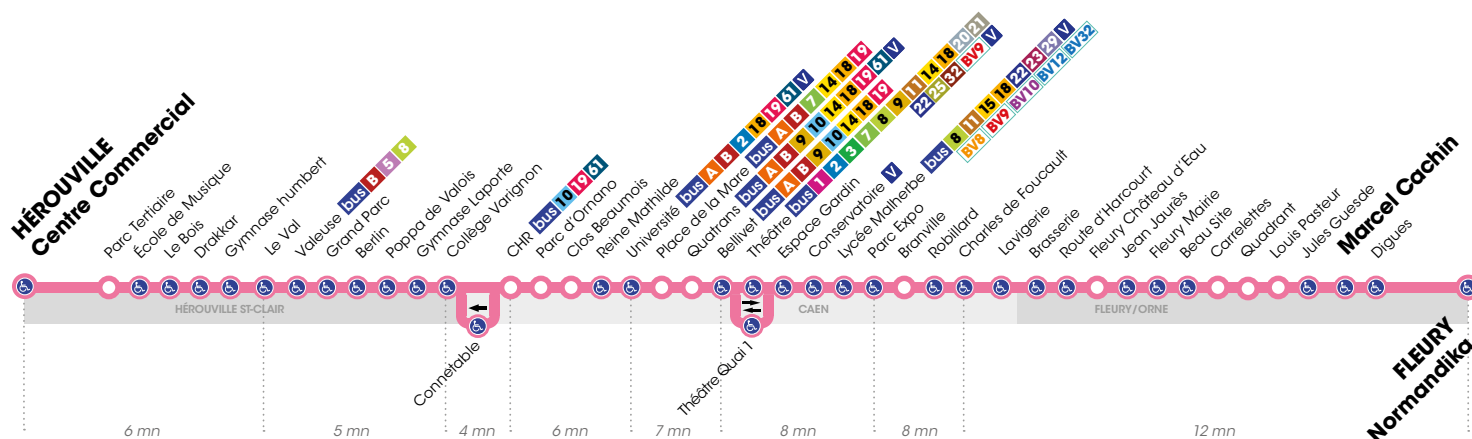 HÉROUVILLE
Centre Commercial
Parc Tertiaire
École de Musique
Le Bois
Drakkar
Gymnase humbert
Le Val
Valeuse bus B 5 8
Grand Parc
Berlin
Poppa de Valois
Gymnase Laporte
Collège Varignon
Connétable
CHR bus 10 19 61
Parc d'Ornano
Clos Beaumois
Reine Mathilde
Université bus A B 2 18 19 61 V
Place de la Mare bus A B 7 14 18 19
Quatrans bus A B 9 10 14 18 19 61 V
Bellivet bus A B 9 10 14 18 19
Théâtre bus 1 2 3 7 8 9 11 14 18 20 21
22 25 32 BV9 V
Théâtre Quai 1
Espace Gardin
Conservatoire V
Lycée Malherbe bus 8 11 15 18 22 23 29 V
BV8 BV9 BV10 BV12 BV32
Parc Expo
Branville
Robillard
Charles de Foucault
Lavigerie
Brasserie
Route d'Harcourt
Fleury Château d'Eau
Jean Jaurès
Fleury Mairie
Beau Site
Carrelettes
Quadrant
Louis Pasteur
Jules Guesde
Marcel Cachin
Digues
FLEURY
Normandika
HÉROUVILLE ST-CLAIR
CAEN
FLEURY/ORNE
6 mn
5 mn
4 mn
6 mn
7 mn
8 mn
8 mn
12 mn